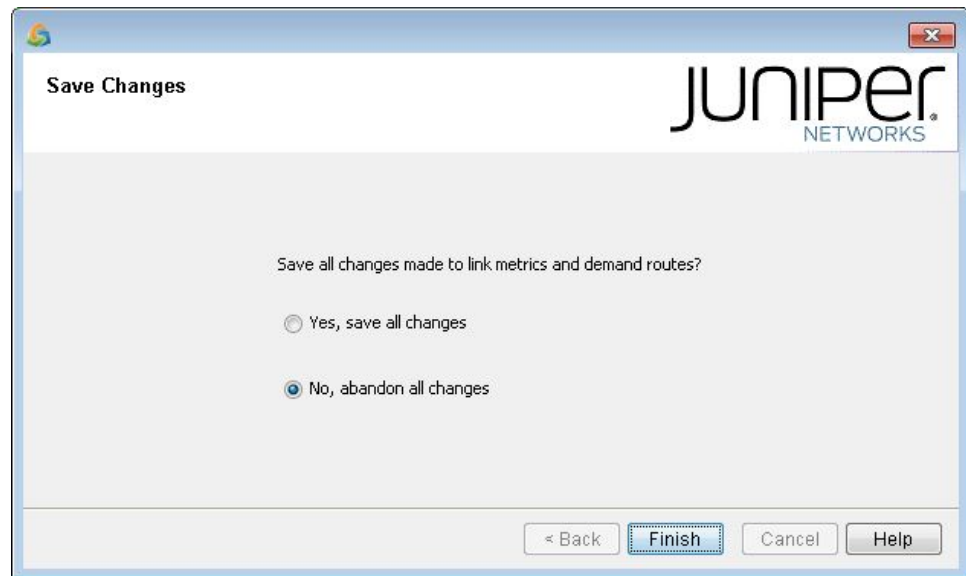 Save Changes
JUNIPER
NETWORKS
Save all changes made to link metrics and demand routes?
Yes, save all changes
No, abandon all changes
< Back
Finish
Cancel
Help